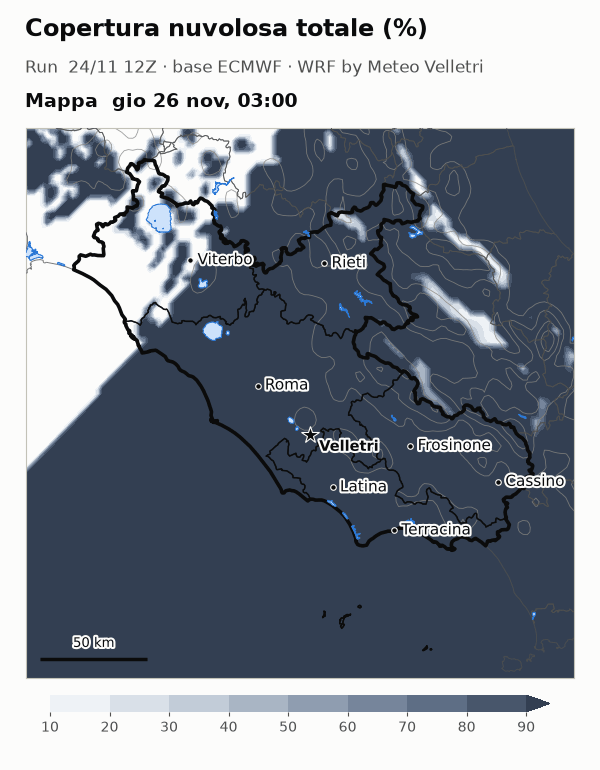 Copertura nuvolosa totale (%)
Run  24/11 12Z · base ECMWF · WRF by Meteo Velletri
Mappa  gio 26 nov, 03:00
Viterbo
Rieti
Roma
Velletri
Frosinone
Cassino
Latina
Terracina
50 km
10 20 30 40 50 60 70 80 90